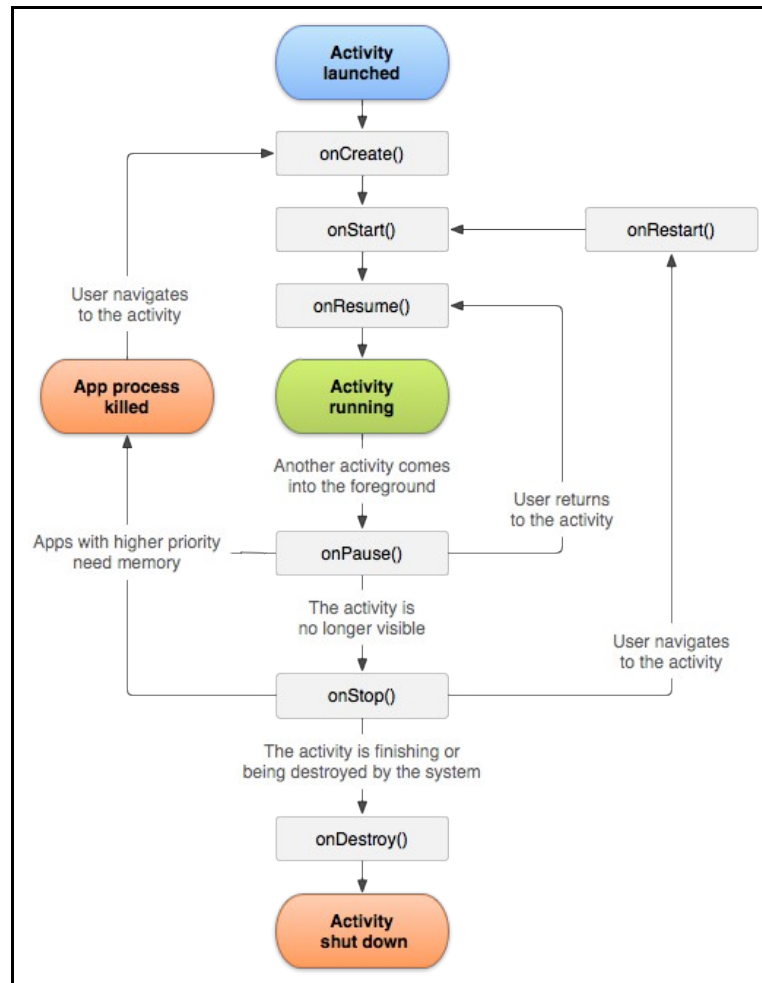 Activity
launched
onCreate()
onStart()
onRestart()
User navigates
to the activity
onResume()
App process
killed
Activity
running
Another activity comes
into the foreground
User returns
to the activity
Apps with higher priority
need memory
onPause()
The activity is
no longer visible
User navigates
to the activity
onStop()
The activity is finishing or
being destroyed by the system
onDestroy()
Activity
shut down